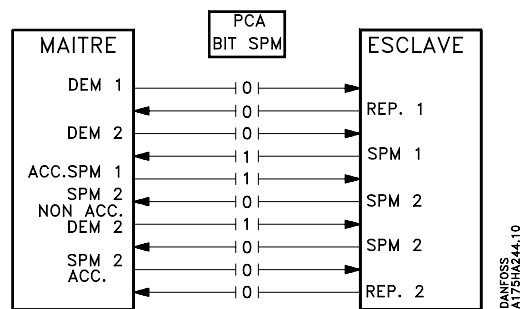 PCA
BIT SPM
MAITRE
ESCLAVE
DEM 1
0
0
REP. 1
DEM 2
0
1
SPM 1
ACC.SPM 1
1
SPM 2
NON ACC.
0
SPM 2
DEM 2
1
0
SPM 2
SPM 2
ACC.
0
0
REP. 2
DANFOSS
A175HA244.10